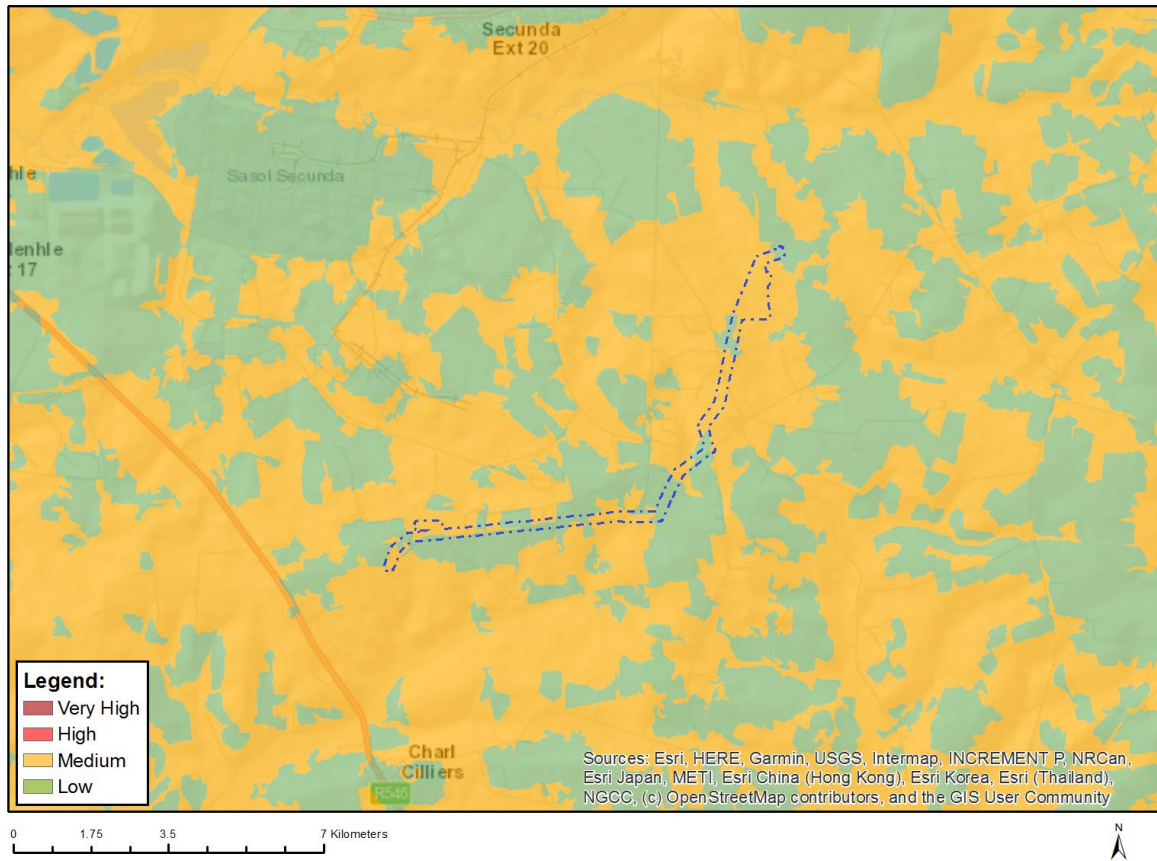 Secunda
Ext 20
Sasol Secunda
hle
lenhle
t 17
Charl
Cilliers
R546
Legend:
Very High
High
Medium
Low
Sources: Esri, HERE, Garmin, USGS, Intermap, INCREMENT P, NRCan,
Esri Japan, METI, Esri China (Hong Kong), Esri Korea, Esri (Thailand),
NGCC, (c) OpenStreetMap contributors, and the GIS User Community
0 1.75 3.5 7 Kilometers
N